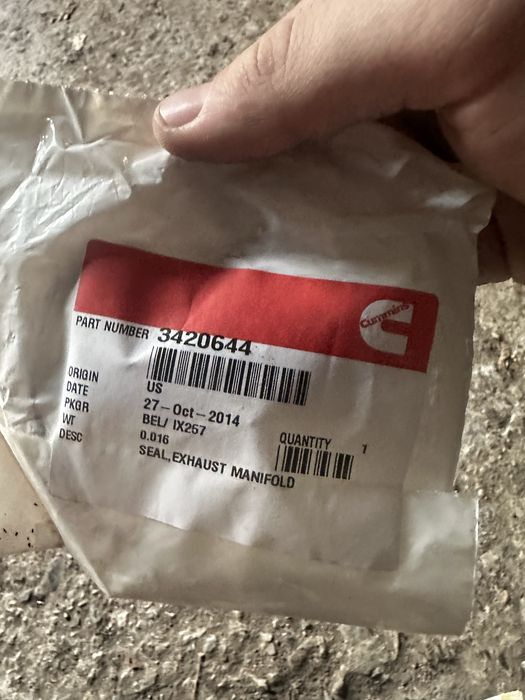 Cummins
PART NUMBER 3420644
ORIGIN US
DATE 27-Oct-2014
PKGR BEL/ IX257
WT 0.016
QUANTITY 1
DESC SEAL,EXHAUST MANIFOLD